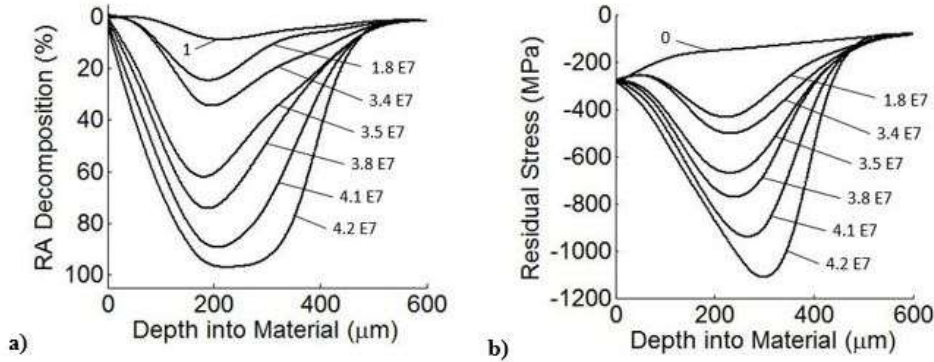 0
20
40
60
80
100
RA Decomposition (%)
1
1.8 E7
3.4 E7
3.5 E7
3.8 E7
4.1 E7
4.2 E7
0 200 400 600
Depth into Material (μm)
a)
0
-200
-400
-600
-800
-1000
-1200
Residual Stress (MPa)
0
1.8 E7
3.4 E7
3.5 E7
3.8 E7
4.1 E7
4.2 E7
0 200 400 600
Depth into Material (μm)
b)